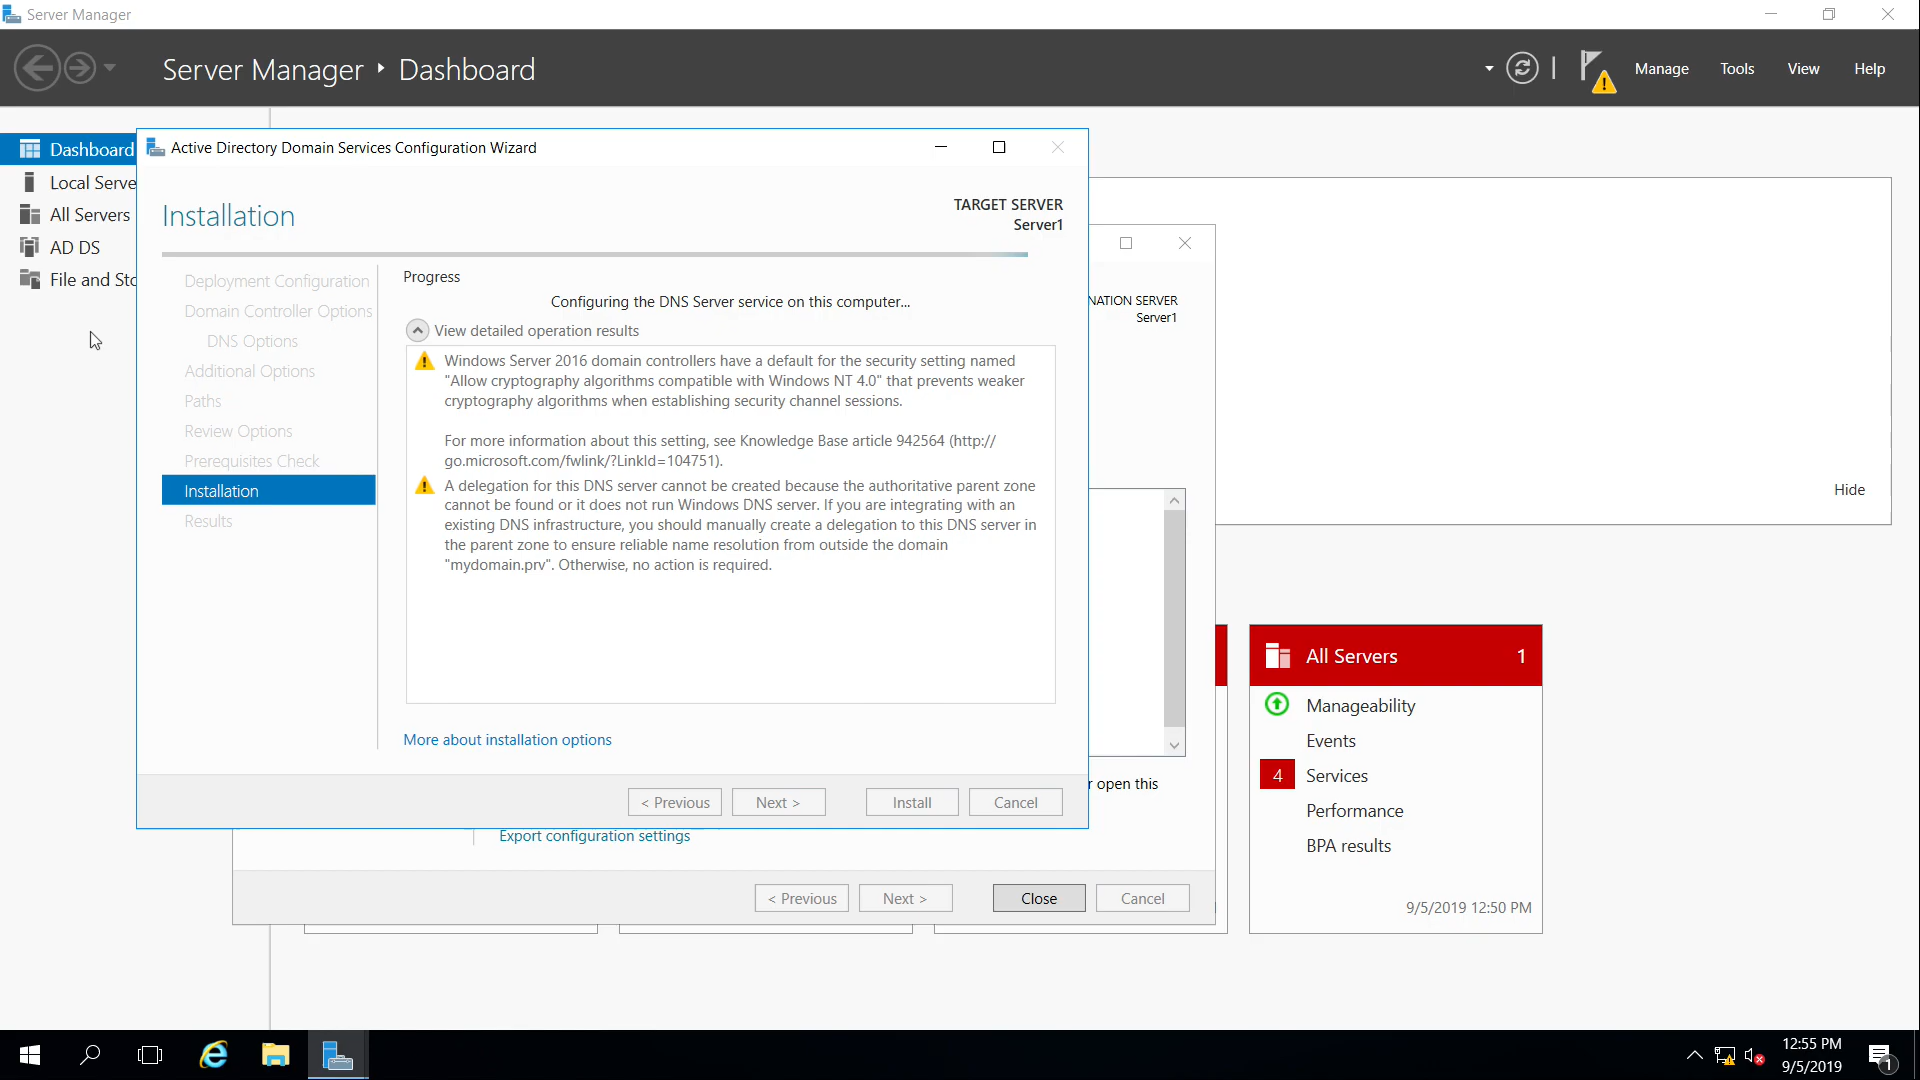 Server Manager
Server Manager ‣ Dashboard
Manage
Tools
View
Help
Dashboard
Local Serve
All Servers
AD DS
File and Sto
Active Directory Domain Services Configuration Wizard
Installation
TARGET SERVER
Server1
Deployment Configuration
Domain Controller Options
DNS Options
Additional Options
Paths
Review Options
Prerequisites Check
Installation
Results
Progress
Configuring the DNS Server service on this computer...
View detailed operation results
Windows Server 2016 domain controllers have a default for the security setting named
"Allow cryptography algorithms compatible with Windows NT 4.0" that prevents weaker
cryptography algorithms when establishing security channel sessions.
For more information about this setting, see Knowledge Base article 942564 (http://
go.microsoft.com/fwlink/?LinkId=104751).
A delegation for this DNS server cannot be created because the authoritative parent zone
cannot be found or it does not run Windows DNS server. If you are integrating with an
existing DNS infrastructure, you should manually create a delegation to this DNS server in
the parent zone to ensure reliable name resolution from outside the domain
"mydomain.prv". Otherwise, no action is required.
More about installation options
< Previous
Next >
Install
Cancel
NATION SERVER
Server1
r open this
Export configuration settings
< Previous
Next >
Close
Cancel
Hide
All Servers 1
Manageability
Events
4 Services
Performance
BPA results
9/5/2019 12:50 PM
12:55 PM
9/5/2019
1